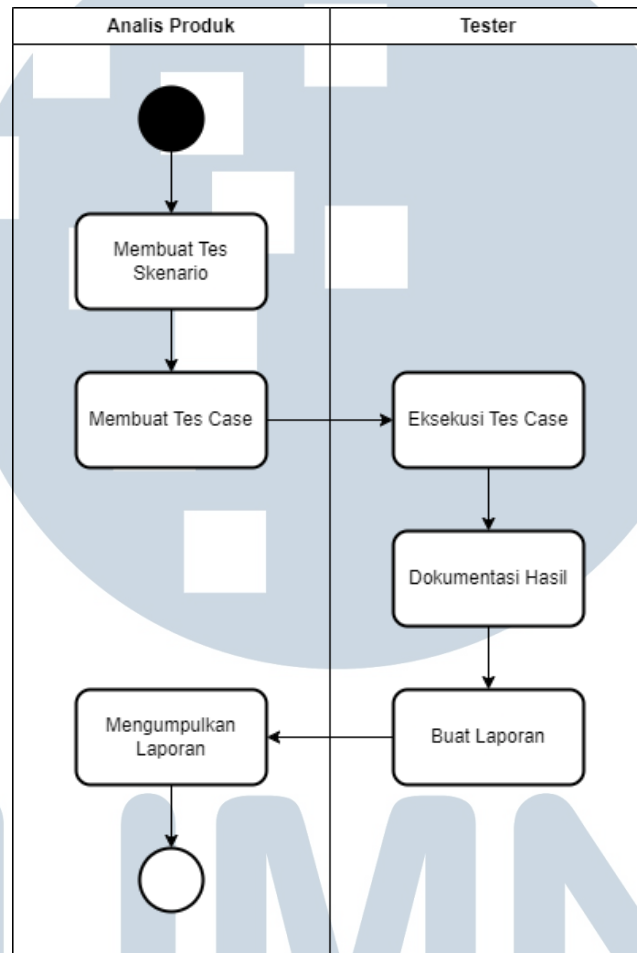 Analis Produk
Tester
Membuat Tes
Skenario
Membuat Tes Case
Eksekusi Tes Case
Dokumentasi Hasil
Mengumpulkan
Laporan
Buat Laporan